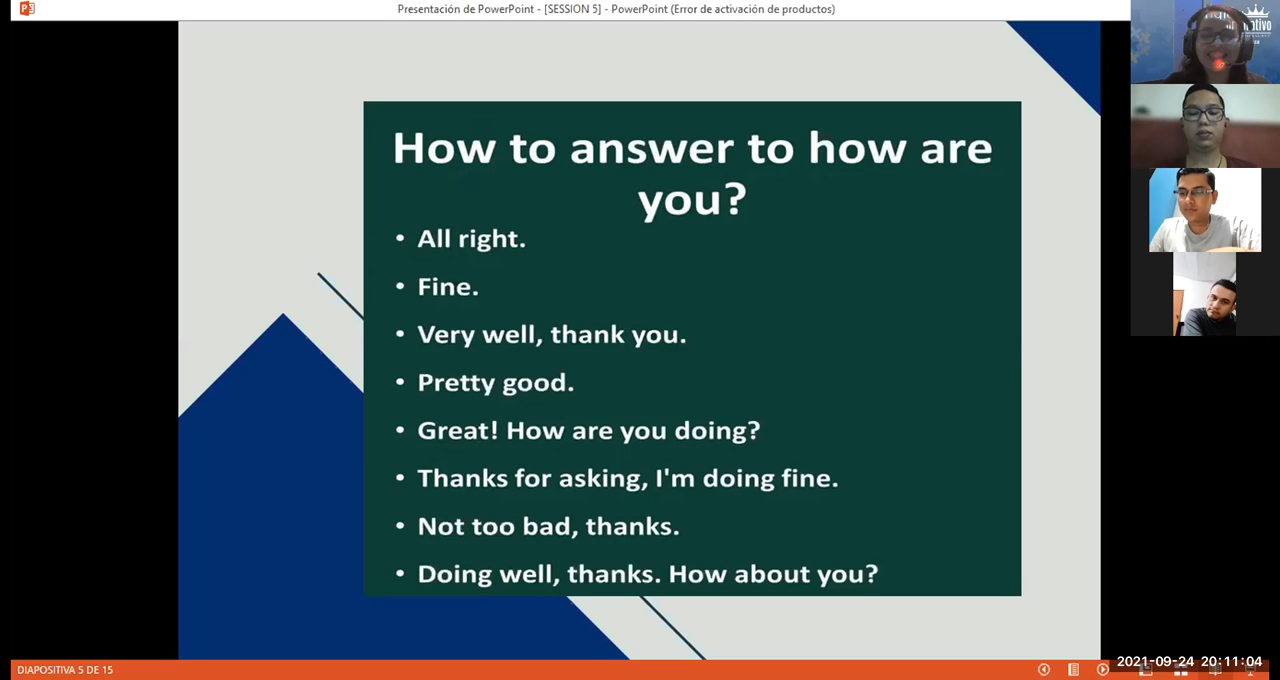 Presentación de PowerPoint - [SESSION 5] - PowerPoint (Error de activación de productos)
How to answer to how are
you?
• All right.
• Fine.
• Very well, thank you.
• Pretty good.
• Great! How are you doing?
• Thanks for asking, I'm doing fine.
• Not too bad, thanks.
• Doing well, thanks. How about you?
DIAPOSITIVA 5 DE 15
2021-09-24 20:11:04